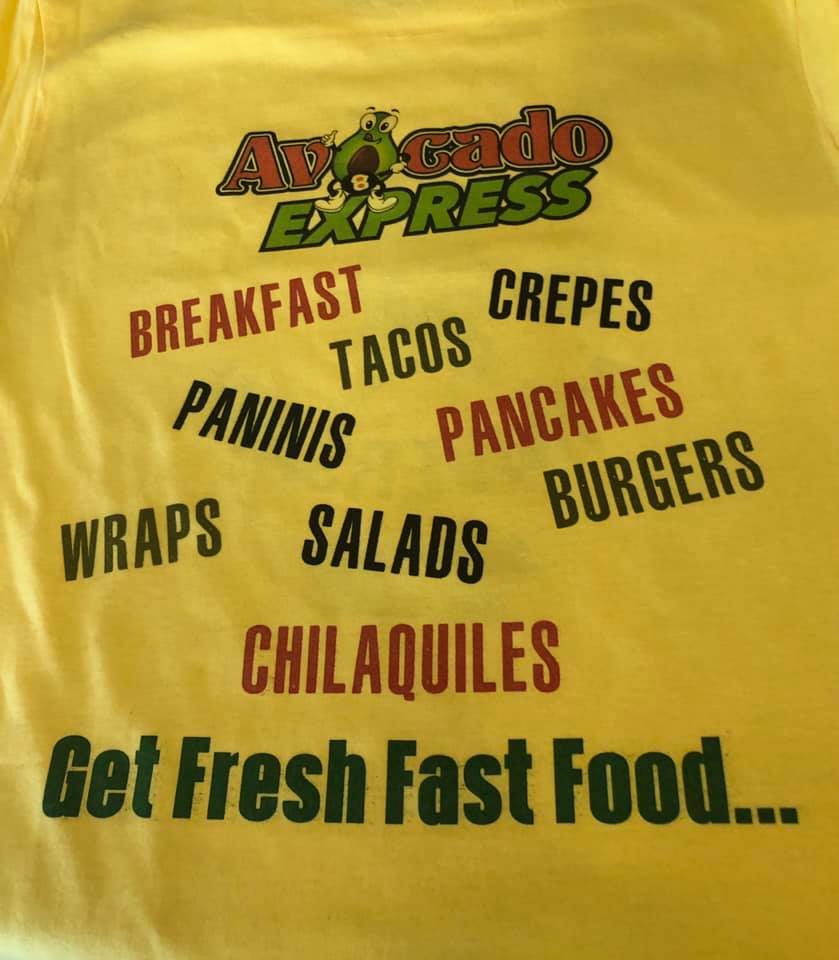 Avocado
EXPRESS
BREAKFAST
CREPES
TACOS
PANINIS
PANCAKES
BURGERS
WRAPS
SALADS
CHILAQUILES
Get Fresh Fast Food...